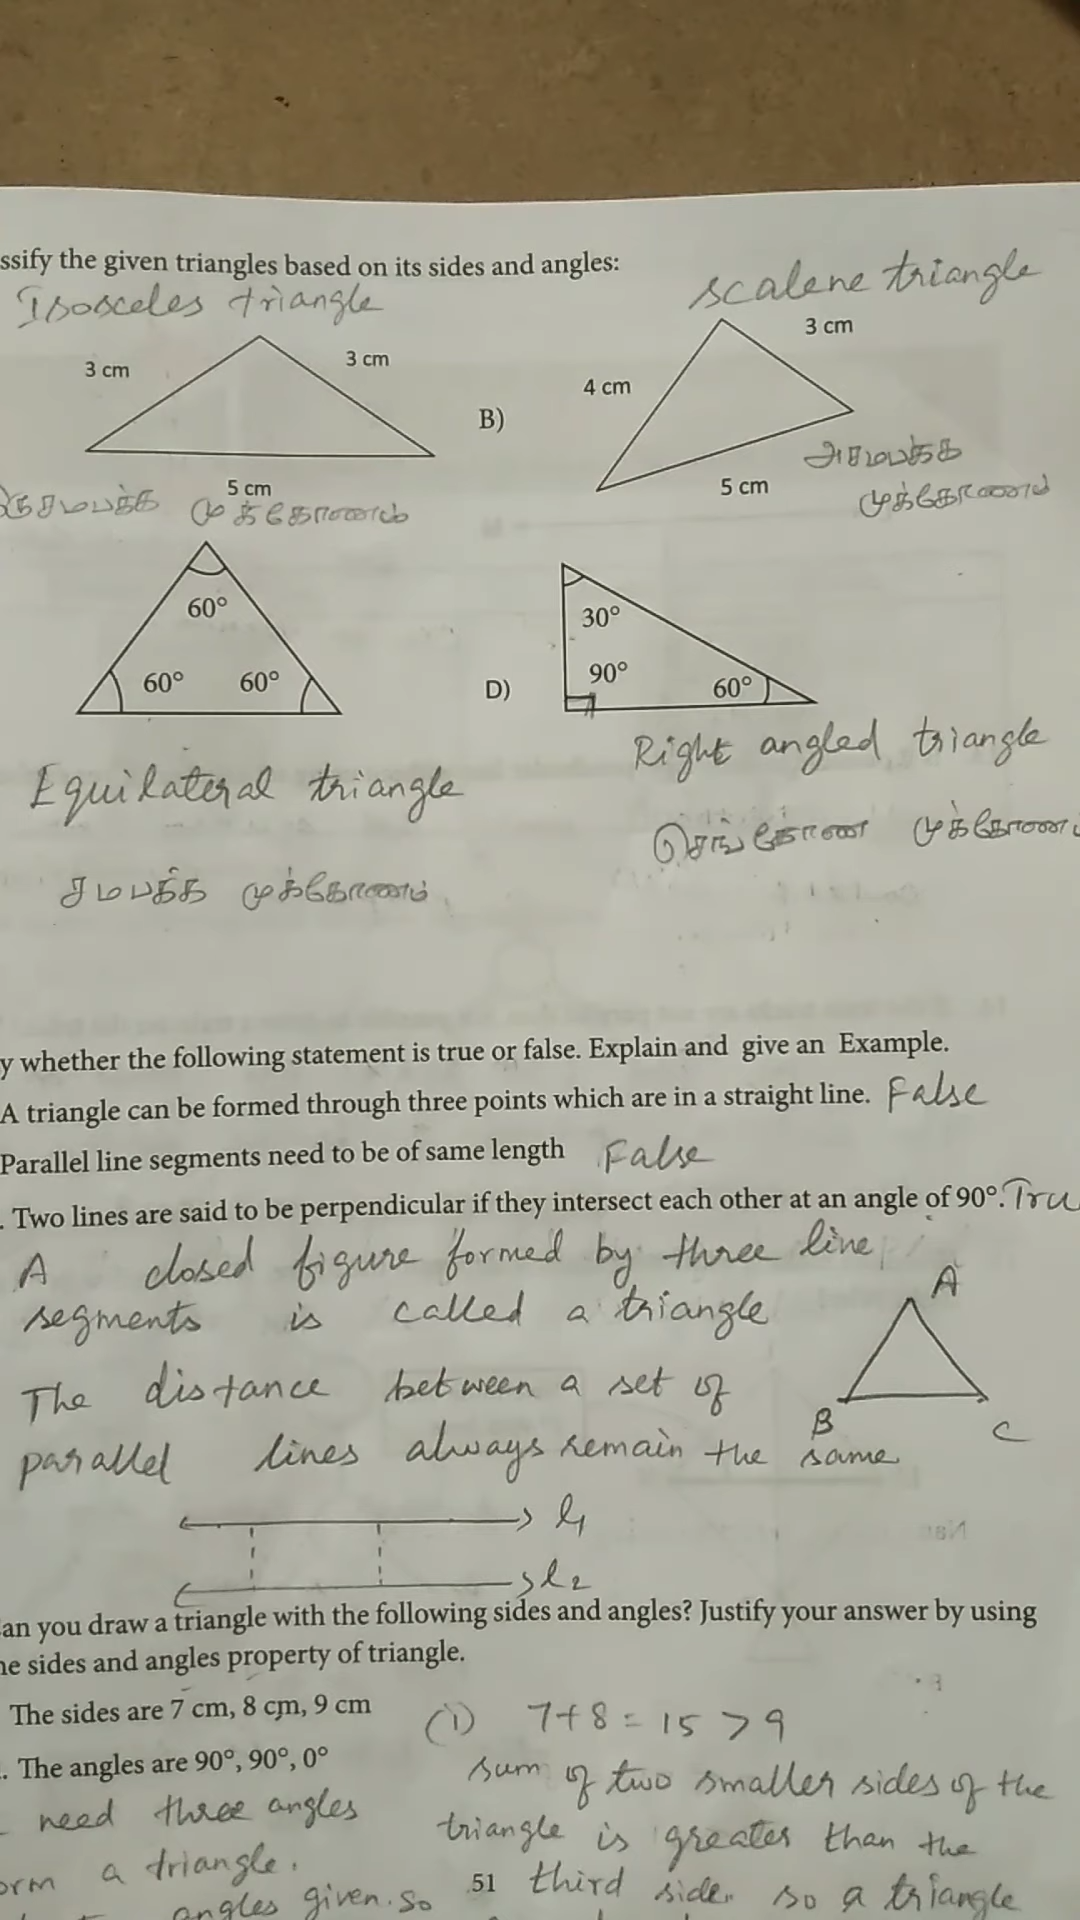 ssify the given triangles based on its sides and angles:
Isosceles triangle
scalene triangle
3 cm
3 cm
3 cm
4 cm
B)
5 cm
5 cm
அசமபக்க
முக்கோணம்
ருசமபக்க முக்கோணம்
60°
60° 60°
D)
30°
90°
60°
Right angled triangle
Equilateral triangle
செங்கோண முக்கோண
சமபக்க முக்கோணம்
y whether the following statement is true or false. Explain and give an Example.
A triangle can be formed through three points which are in a straight line. False
Parallel line segments need to be of same length False
. Two lines are said to be perpendicular if they intersect each other at an angle of 90°. Tru
A closed figure formed by three line
segments is called a triangle
A
B
C
The distance between a set of
parallel lines always remain the same
l1
l2
an you draw a triangle with the following sides and angles? Justify your answer by using
he sides and angles property of triangle.
The sides are 7 cm, 8 cm, 9 cm
(i) 7+8 = 15 > 9
. The angles are 90°, 90°, 0°
sum of two smaller sides of the
need three angles
triangle is greater than the
orm a triangle.
third side. so a triangle
angles given. So
51